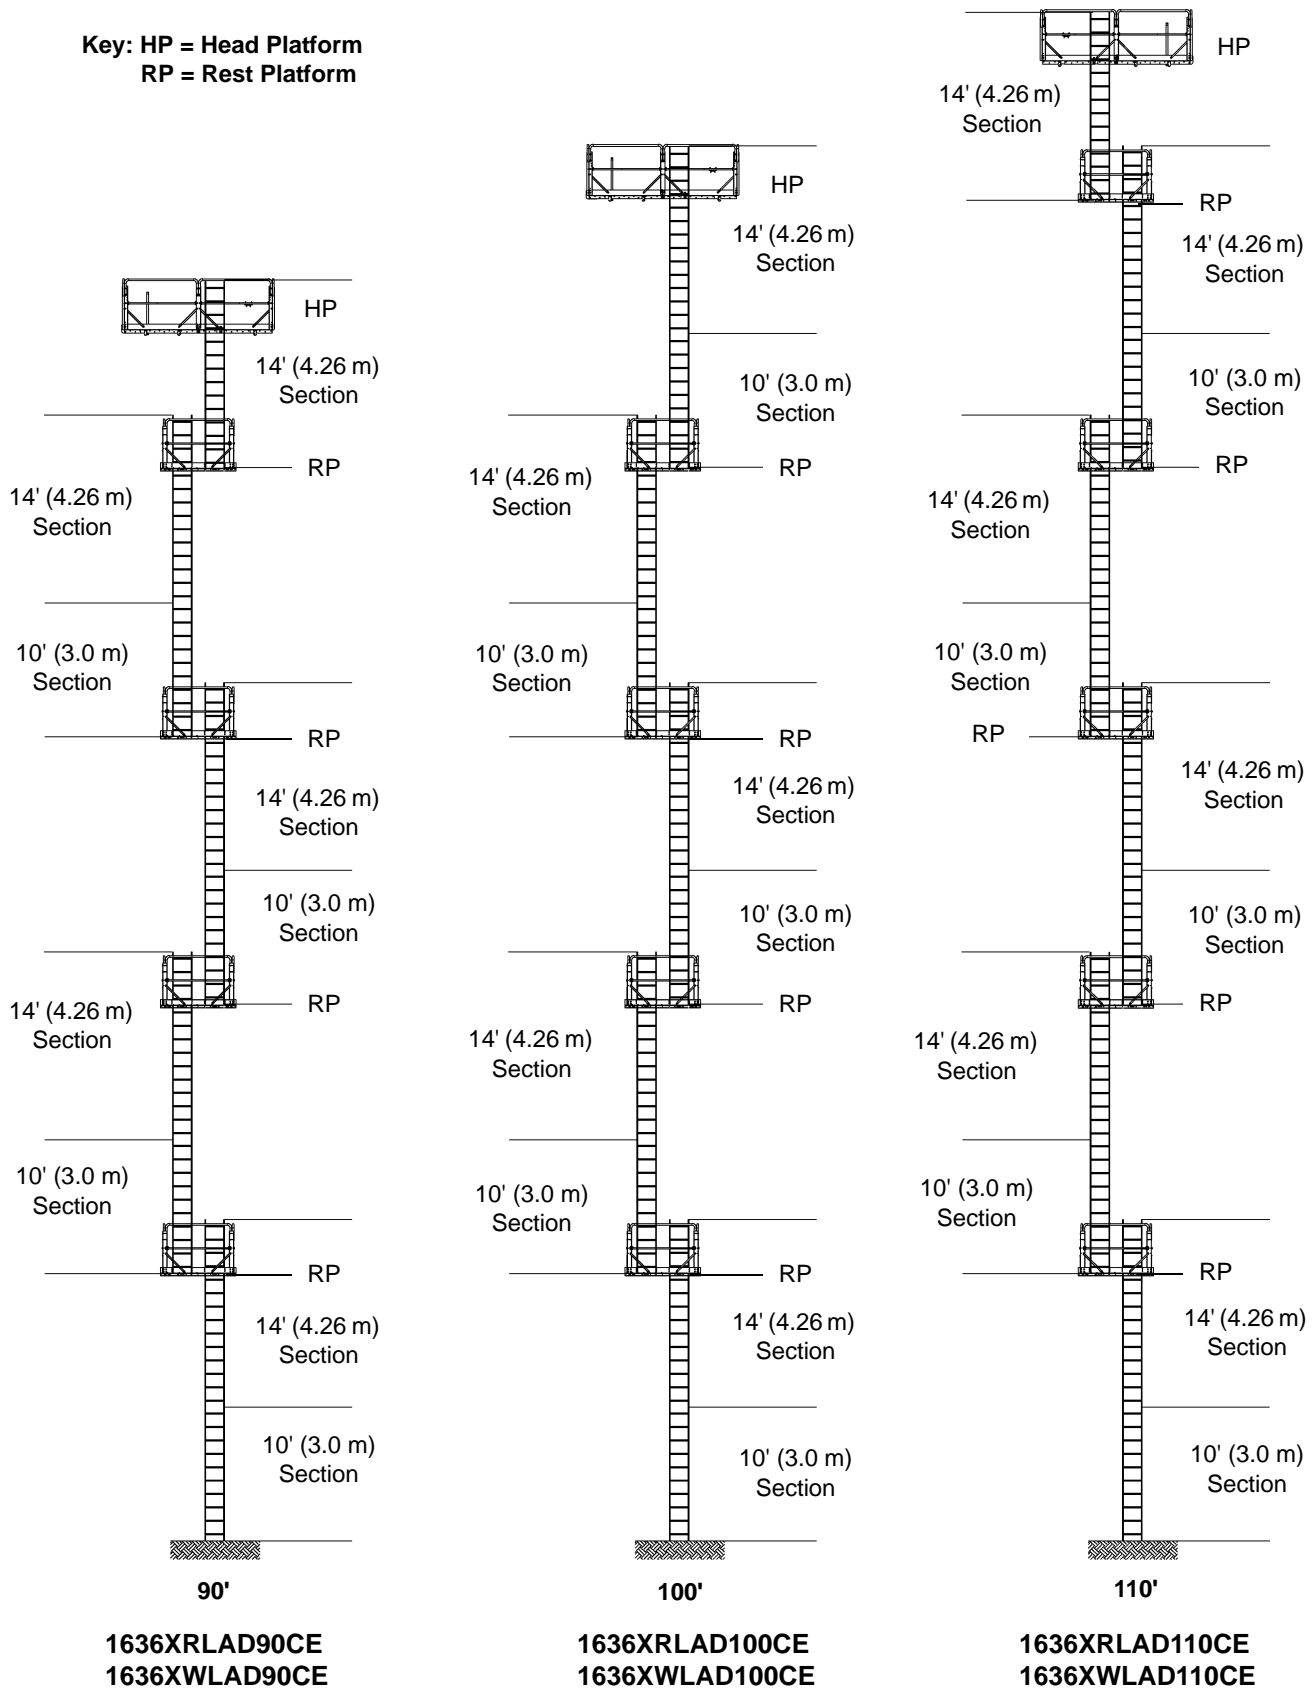 Key: HP = Head Platform
RP = Rest Platform
HP
14' (4.26 m)
Section
RP
14' (4.26 m)
Section
10' (3.0 m)
Section
RP
14' (4.26 m)
Section
10' (3.0 m)
Section
RP
14' (4.26 m)
Section
10' (3.0 m)
Section
RP
14' (4.26 m)
Section
10' (3.0 m)
Section
90'
1636XRLAD90CE
1636XWLAD90CE
HP
14' (4.26 m)
Section
10' (3.0 m)
Section
RP
14' (4.26 m)
Section
10' (3.0 m)
Section
RP
14' (4.26 m)
Section
10' (3.0 m)
Section
RP
14' (4.26 m)
Section
10' (3.0 m)
Section
RP
14' (4.26 m)
Section
10' (3.0 m)
Section
100'
1636XRLAD100CE
1636XWLAD100CE
HP
14' (4.26 m)
Section
RP
14' (4.26 m)
Section
10' (3.0 m)
Section
RP
14' (4.26 m)
Section
10' (3.0 m)
Section
RP
14' (4.26 m)
Section
10' (3.0 m)
Section
RP
14' (4.26 m)
Section
10' (3.0 m)
Section
RP
14' (4.26 m)
Section
10' (3.0 m)
Section
110'
1636XRLAD110CE
1636XWLAD110CE